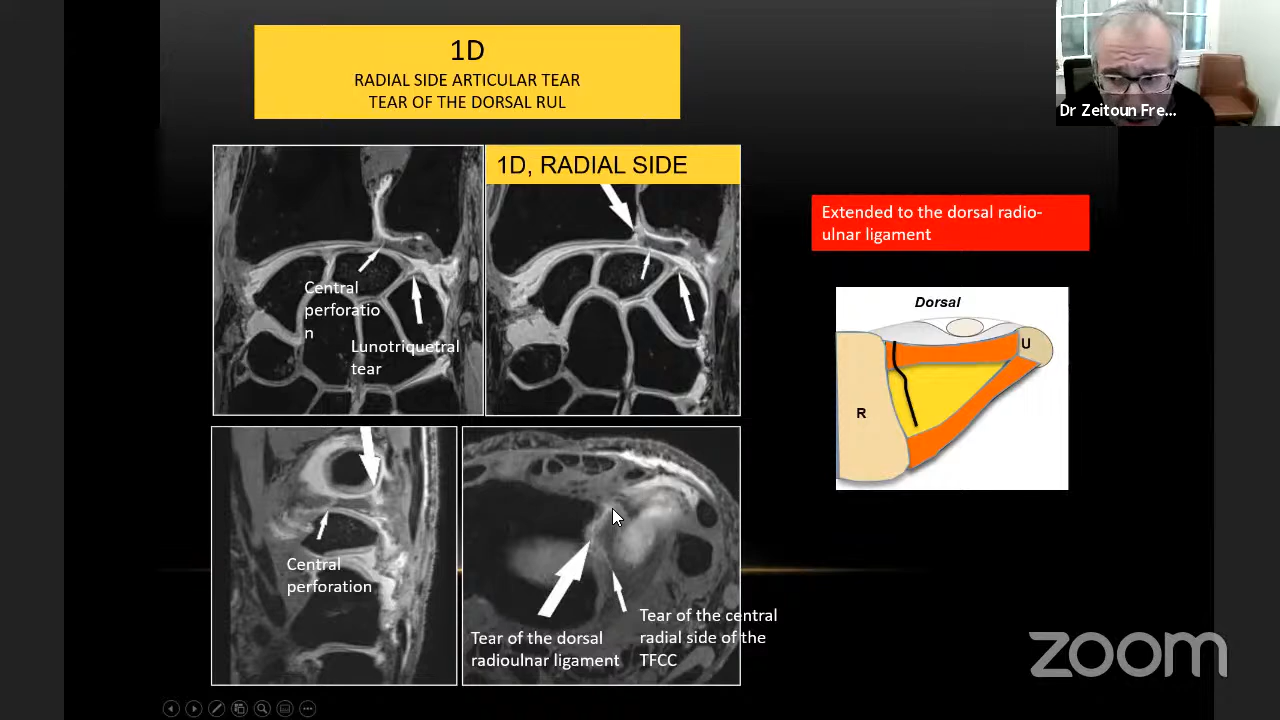 1D
RADIAL SIDE ARTICULAR TEAR
TEAR OF THE DORSAL RUL
Dr Zeitoun Fre...
1D, RADIAL SIDE
Central
perforatio
n
Lunotriquetral
tear
Extended to the dorsal radio-
ulnar ligament
Dorsal
U
R
Central
perforation
Tear of the dorsal
radioulnar ligament
Tear of the central
radial side of the
TFCC
zoom